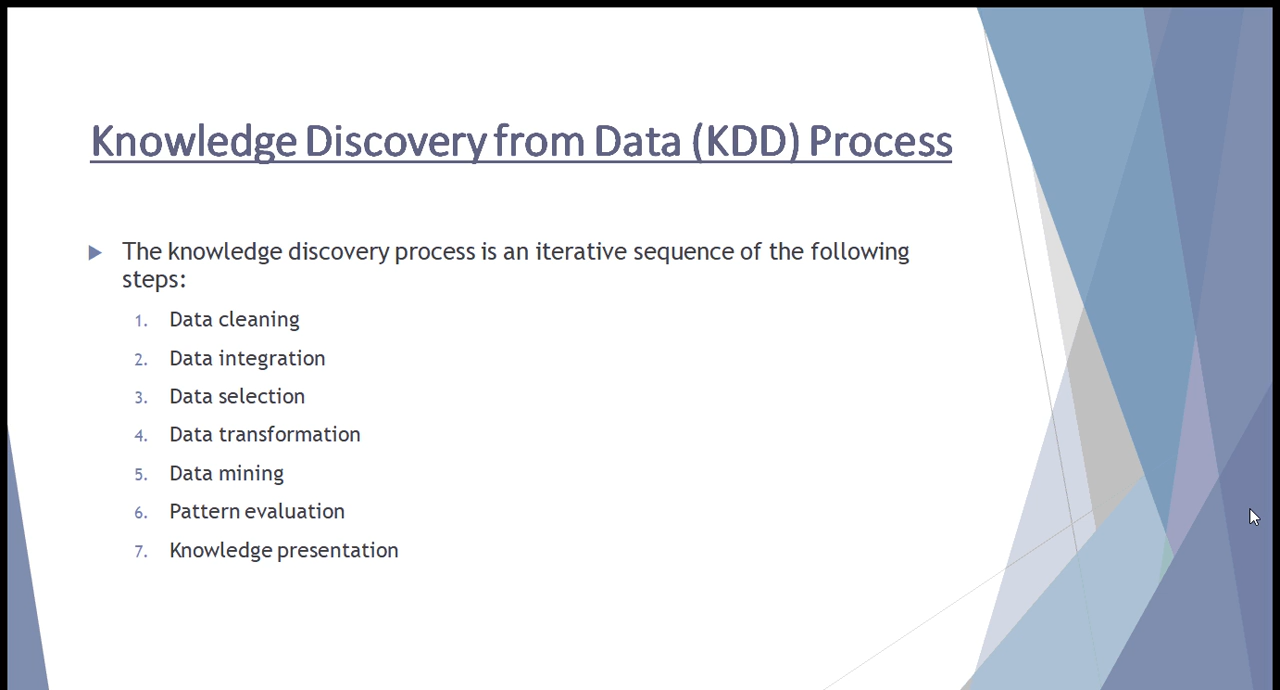 Knowledge Discovery from Data (KDD) Process
The knowledge discovery process is an iterative sequence of the following
steps:
1. Data cleaning
2. Data integration
3. Data selection
4. Data transformation
5. Data mining
6. Pattern evaluation
7. Knowledge presentation